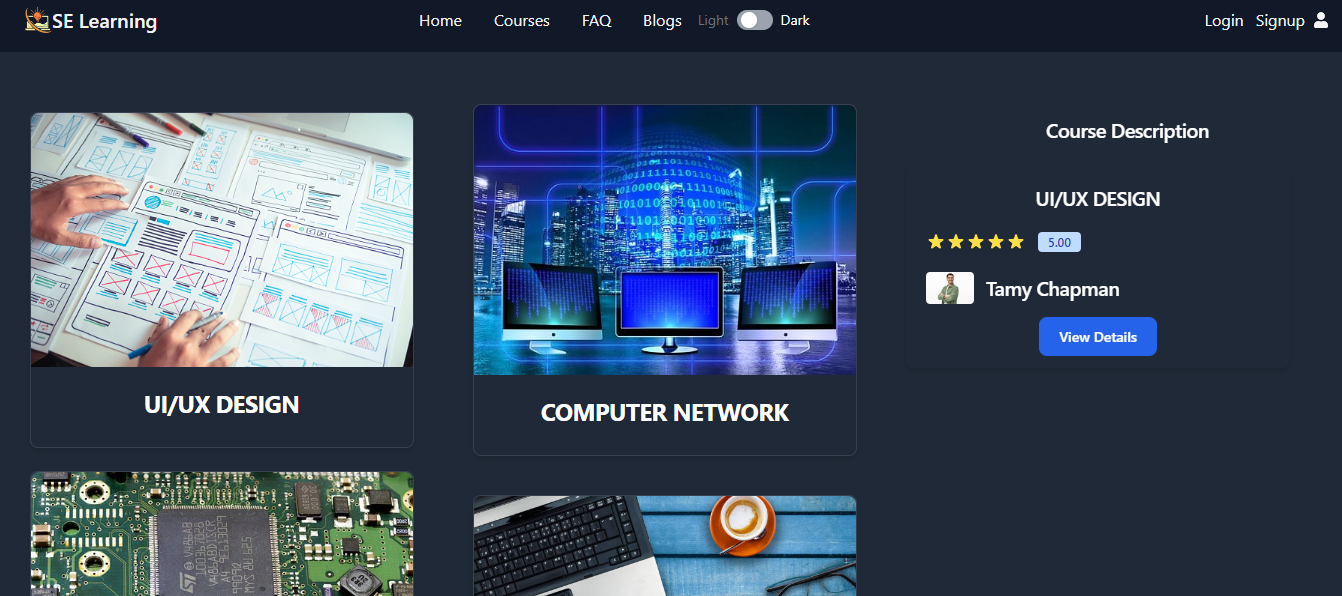 SE Learning
Home Courses FAQ Blogs Light Dark
Login Signup
UI/UX DESIGN
COMPUTER NETWORK
Course Description
UI/UX DESIGN
5.00
Tamy Chapman
View Details